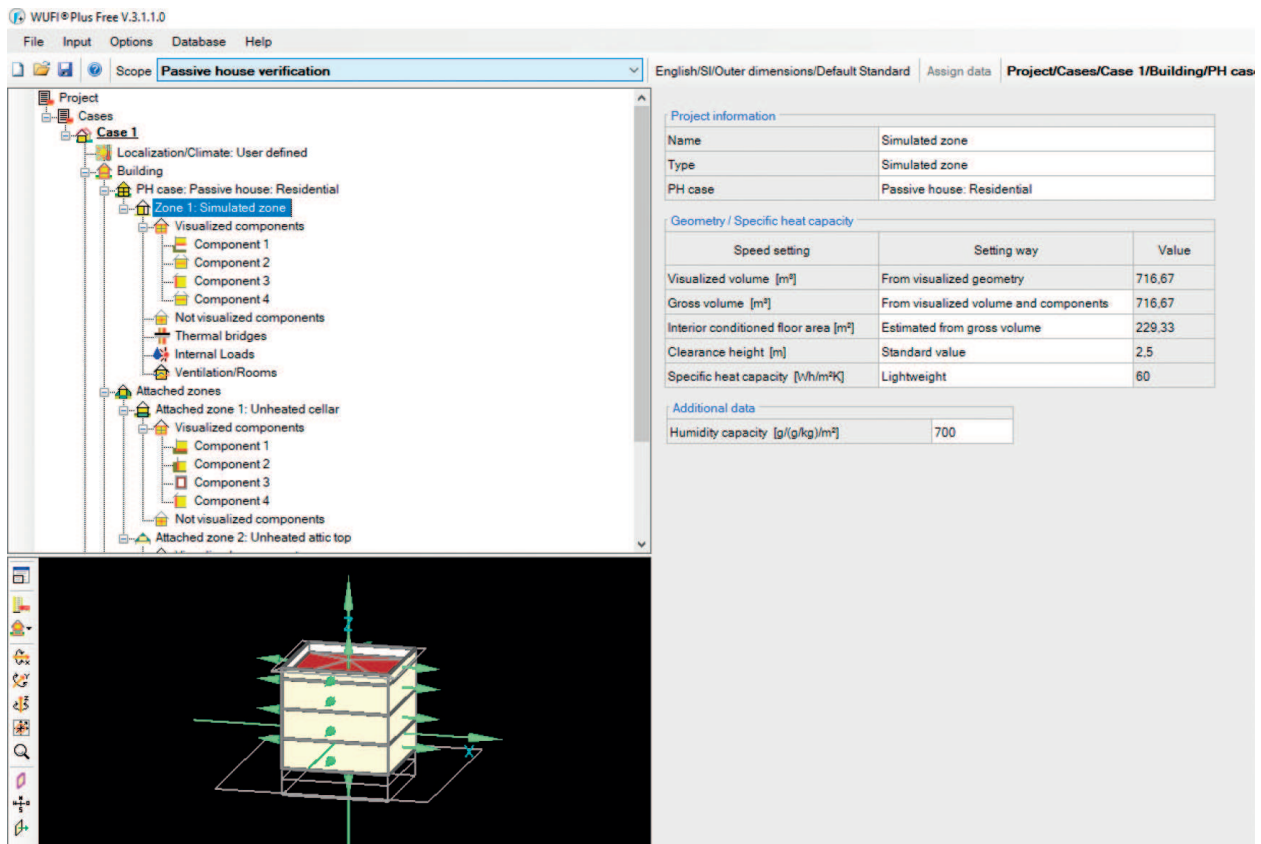 WUFI®Plus Free V.3.1.1.0
File Input Options Database Help
Scope Passive house verification English/SI/Outer dimensions/Default Standard Assign data Project/Cases/Case 1/Building/PH cas
Project
Cases
Case 1
Localization/Climate: User defined
Building
PH case: Passive house: Residential
Zone 1: Simulated zone
Visualized components
Component 1
Component 2
Component 3
Component 4
Not visualized components
Thermal bridges
Internal Loads
Ventilation/Rooms
Attached zones
Attached zone 1: Unheated cellar
Visualized components
Component 1
Component 2
Component 3
Component 4
Not visualized components
Attached zone 2: Unheated attic top
Project information
Name Simulated zone
Type Simulated zone
PH case Passive house: Residential
Geometry / Specific heat capacity
Speed setting Setting way Value
Visualized volume [m³] From visualized geometry 716,67
Gross volume [m³] From visualized volume and components 716,67
Interior conditioned floor area [m²] Estimated from gross volume 229,33
Clearance height [m] Standard value 2,5
Specific heat capacity [Wh/m²K] Lightweight 60
Additional data
Humidity capacity [g/(g/kg)/m²] 700
Z
X